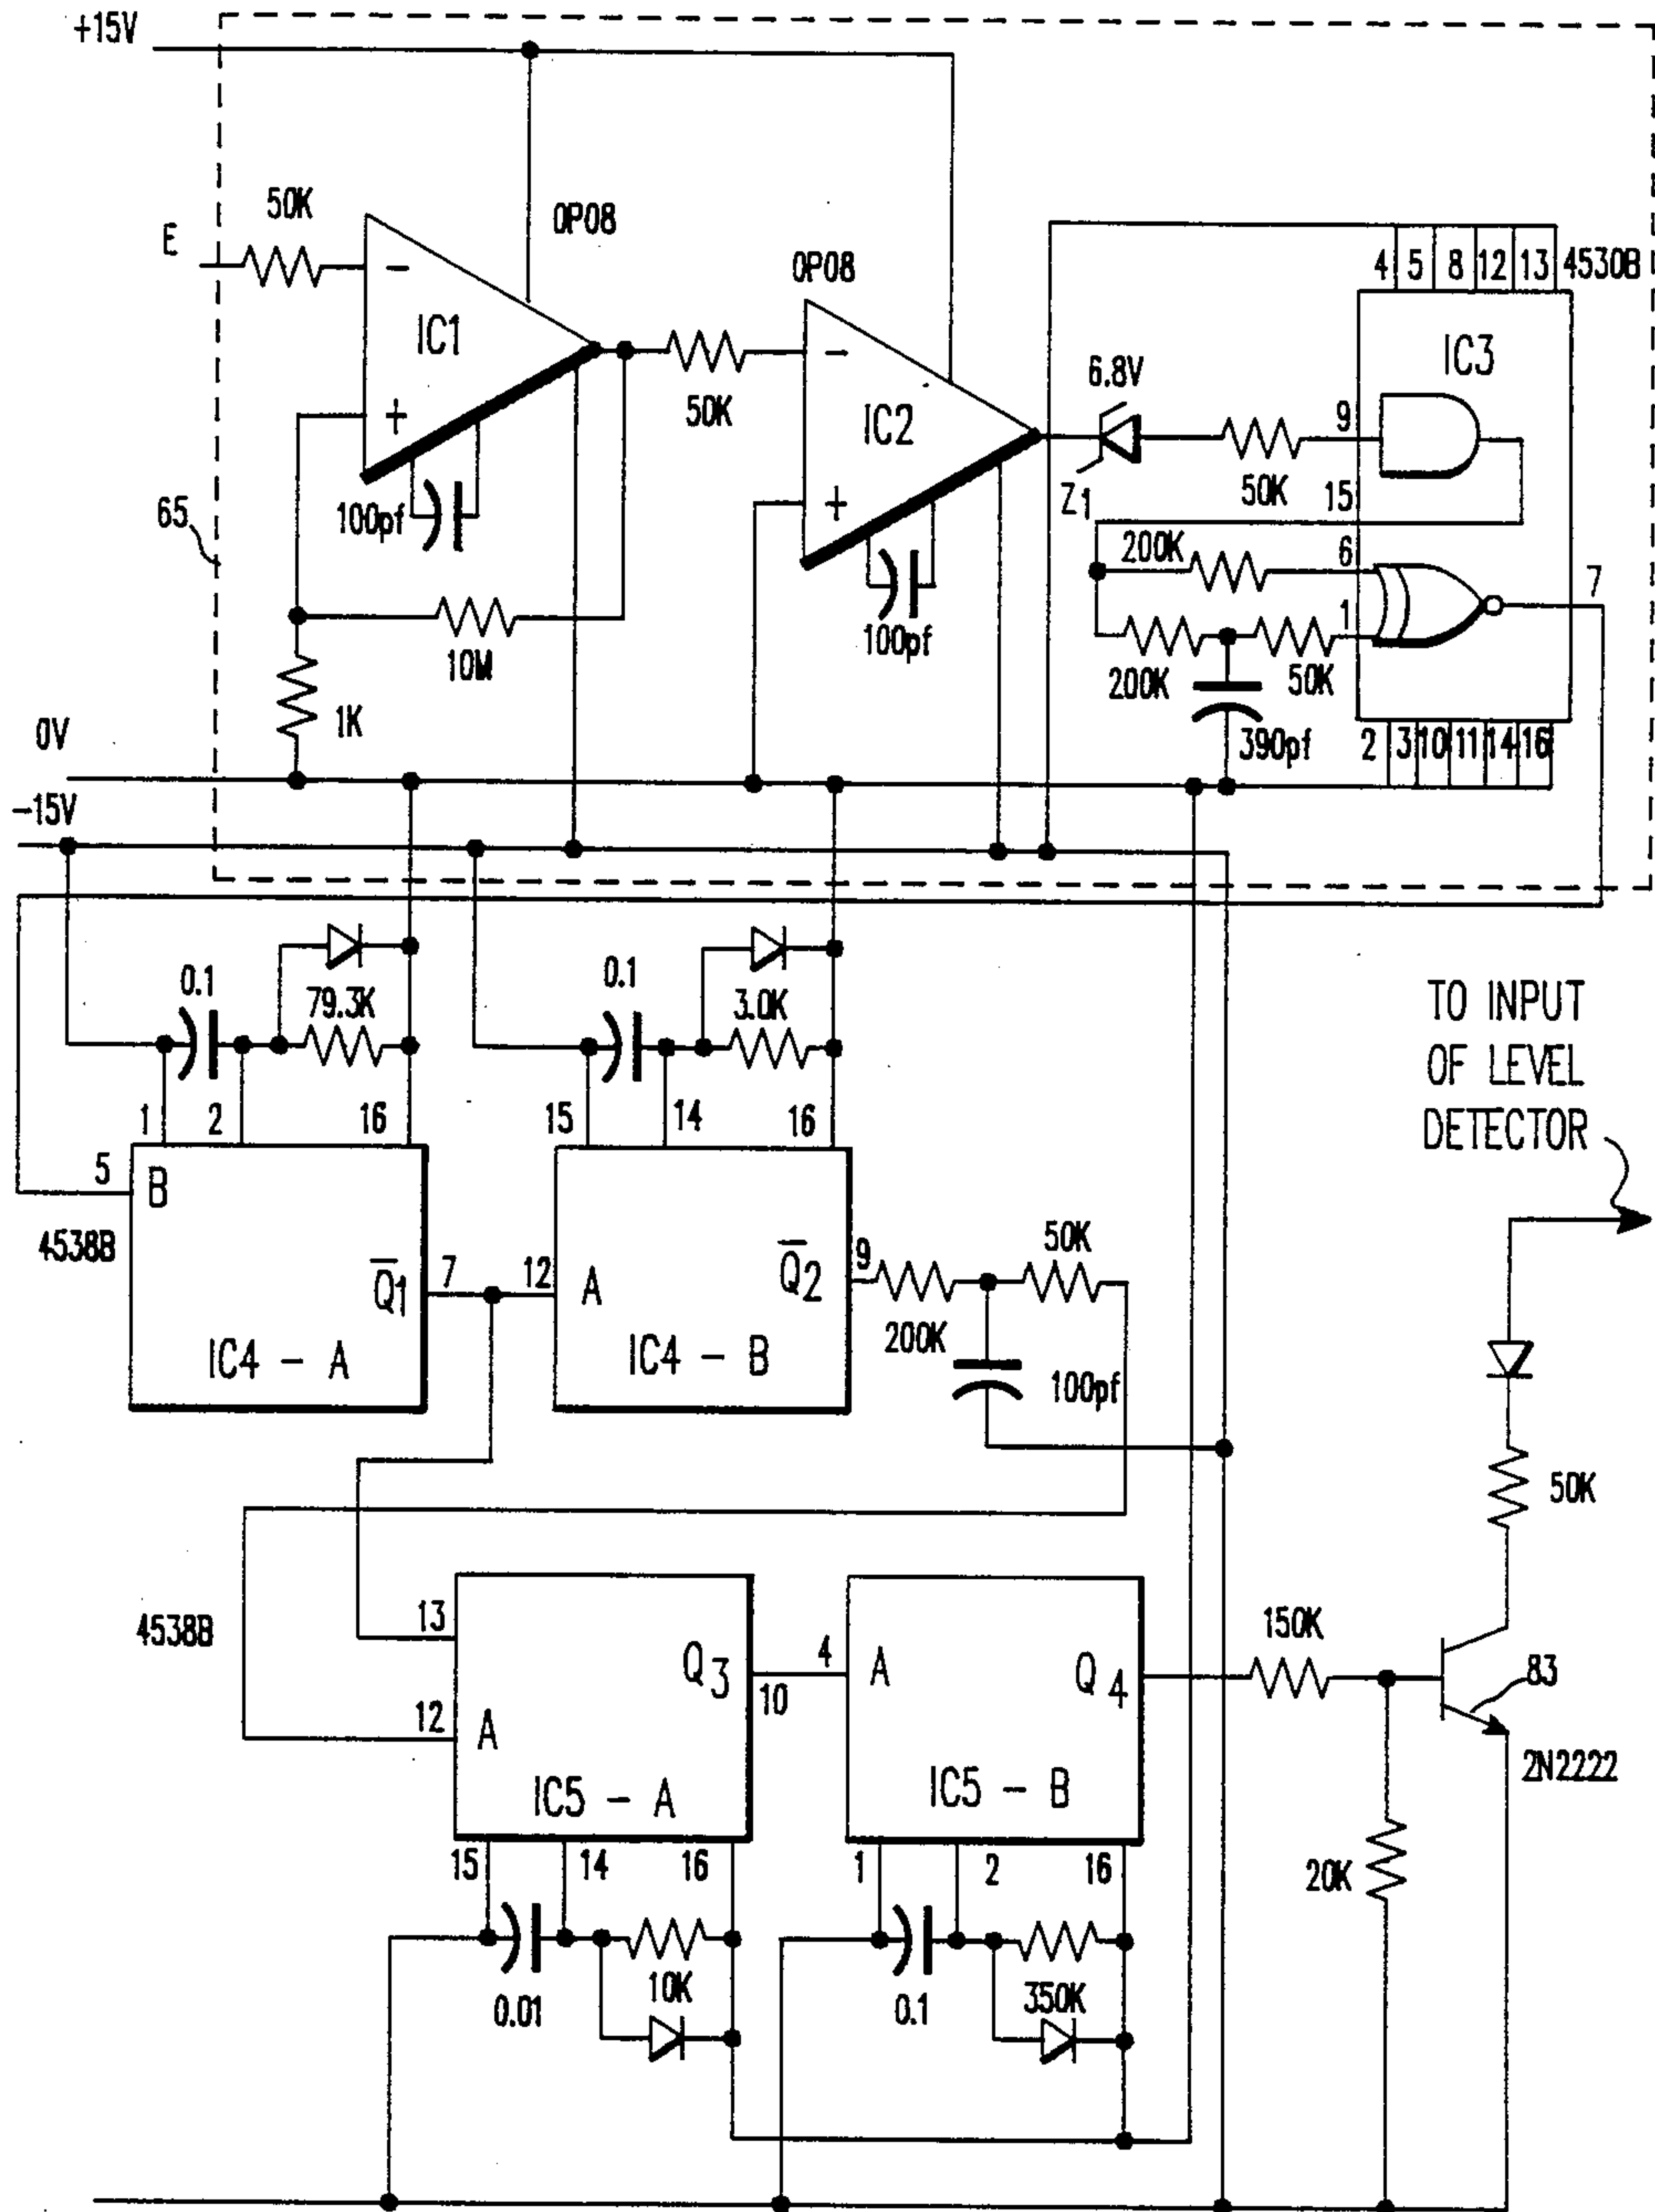 +15V
50K
E
OP08
OP08
IC1
50K
IC2
6.8V
Z1
50K
4 5 8 12 13 4530B
IC3
9
15
6
1
7
200K
200K
50K
390pf
2 3 10 11 14 16
100pf
100pf
65
10M
1K
0V
-15V
0.1
79.3K
0.1
3.0K
1 2 16
15 14 16
5
B
4538B
Q̅1
7
IC4 - A
12
A
Q̅2
9
IC4 - B
200K
50K
100pf
TO INPUT
OF LEVEL
DETECTOR
50K
4538B
13
12
A
Q3
10
IC5 - A
4
A
Q4
IC5 - B
150K
83
2N2222
20K
15 14 16
1 2 16
0.01
10K
0.1
350K